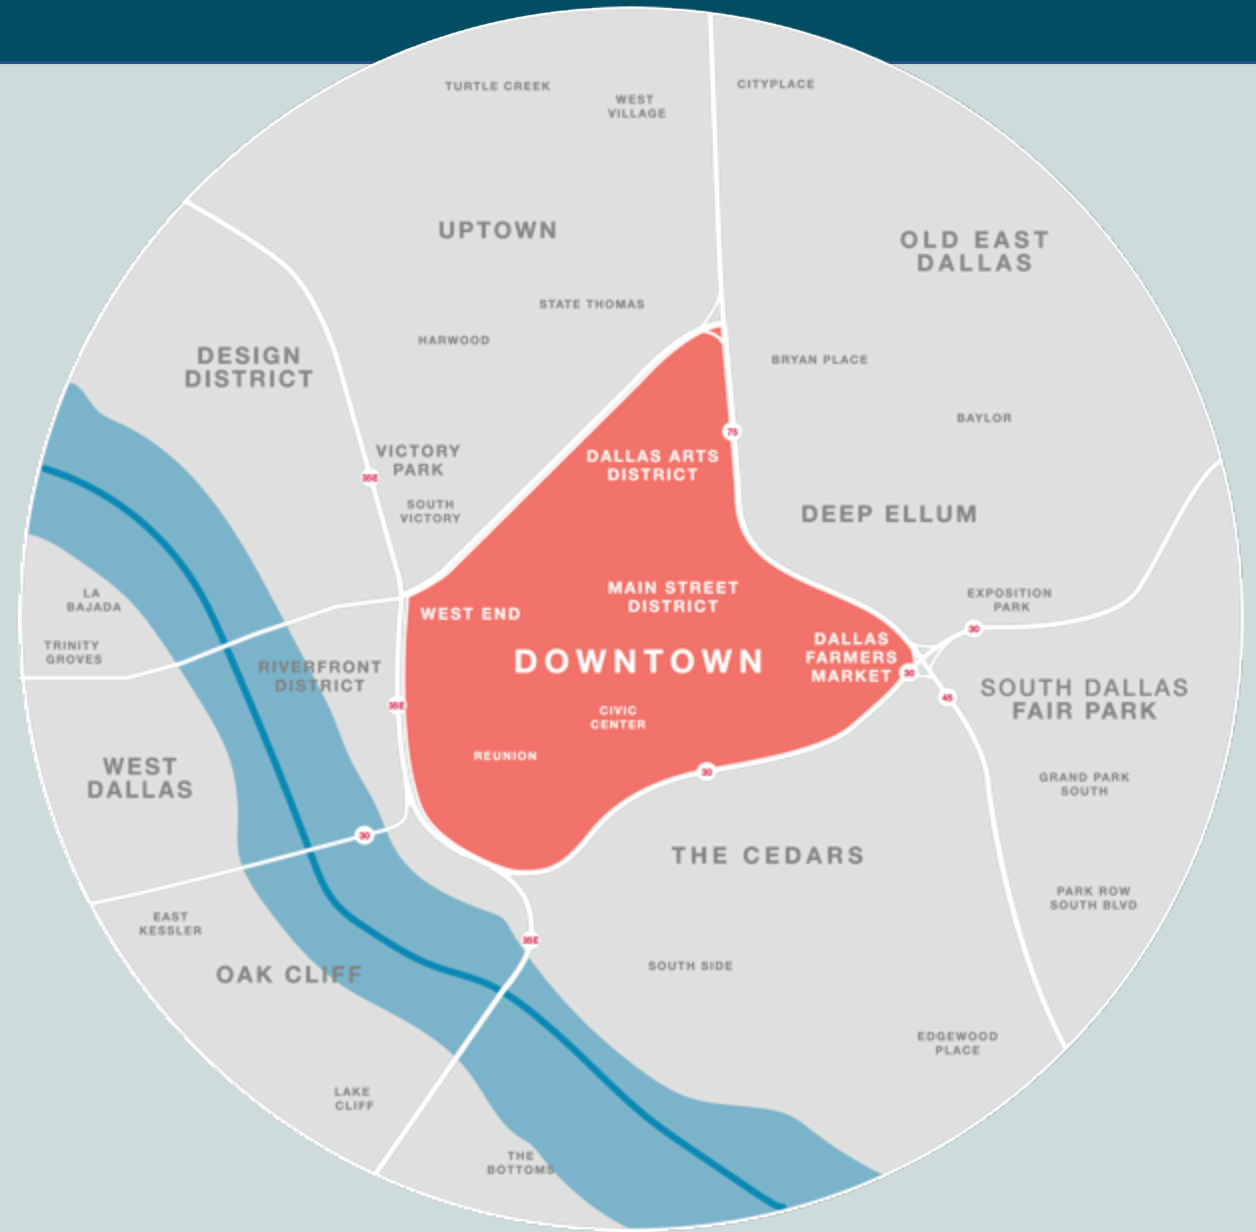 TURTLE CREEK
WEST
VILLAGE
CITYPLACE
UPTOWN
OLD EAST
DALLAS
STATE THOMAS
HARWOOD
DESIGN
DISTRICT
BRYAN PLACE
BAYLOR
75
DALLAS ARTS
DISTRICT
VICTORY
PARK
35E
SOUTH
VICTORY
DEEP ELLUM
LA
BAJADA
TRINITY
GROVES
WEST END
MAIN STREET
DISTRICT
EXPOSITION
PARK
30
RIVERFRONT
DISTRICT
DOWNTOWN
DALLAS
FARMERS
MARKET
30
45
SOUTH DALLAS
FAIR PARK
35E
CIVIC
CENTER
REUNION
30
WEST
DALLAS
GRAND PARK
SOUTH
30
THE CEDARS
PARK ROW
SOUTH BLVD
EAST
KESSLER
OAK CLIFF
35E
SOUTH SIDE
EDGEWOOD
PLACE
LAKE
CLIFF
THE
BOTTOMS